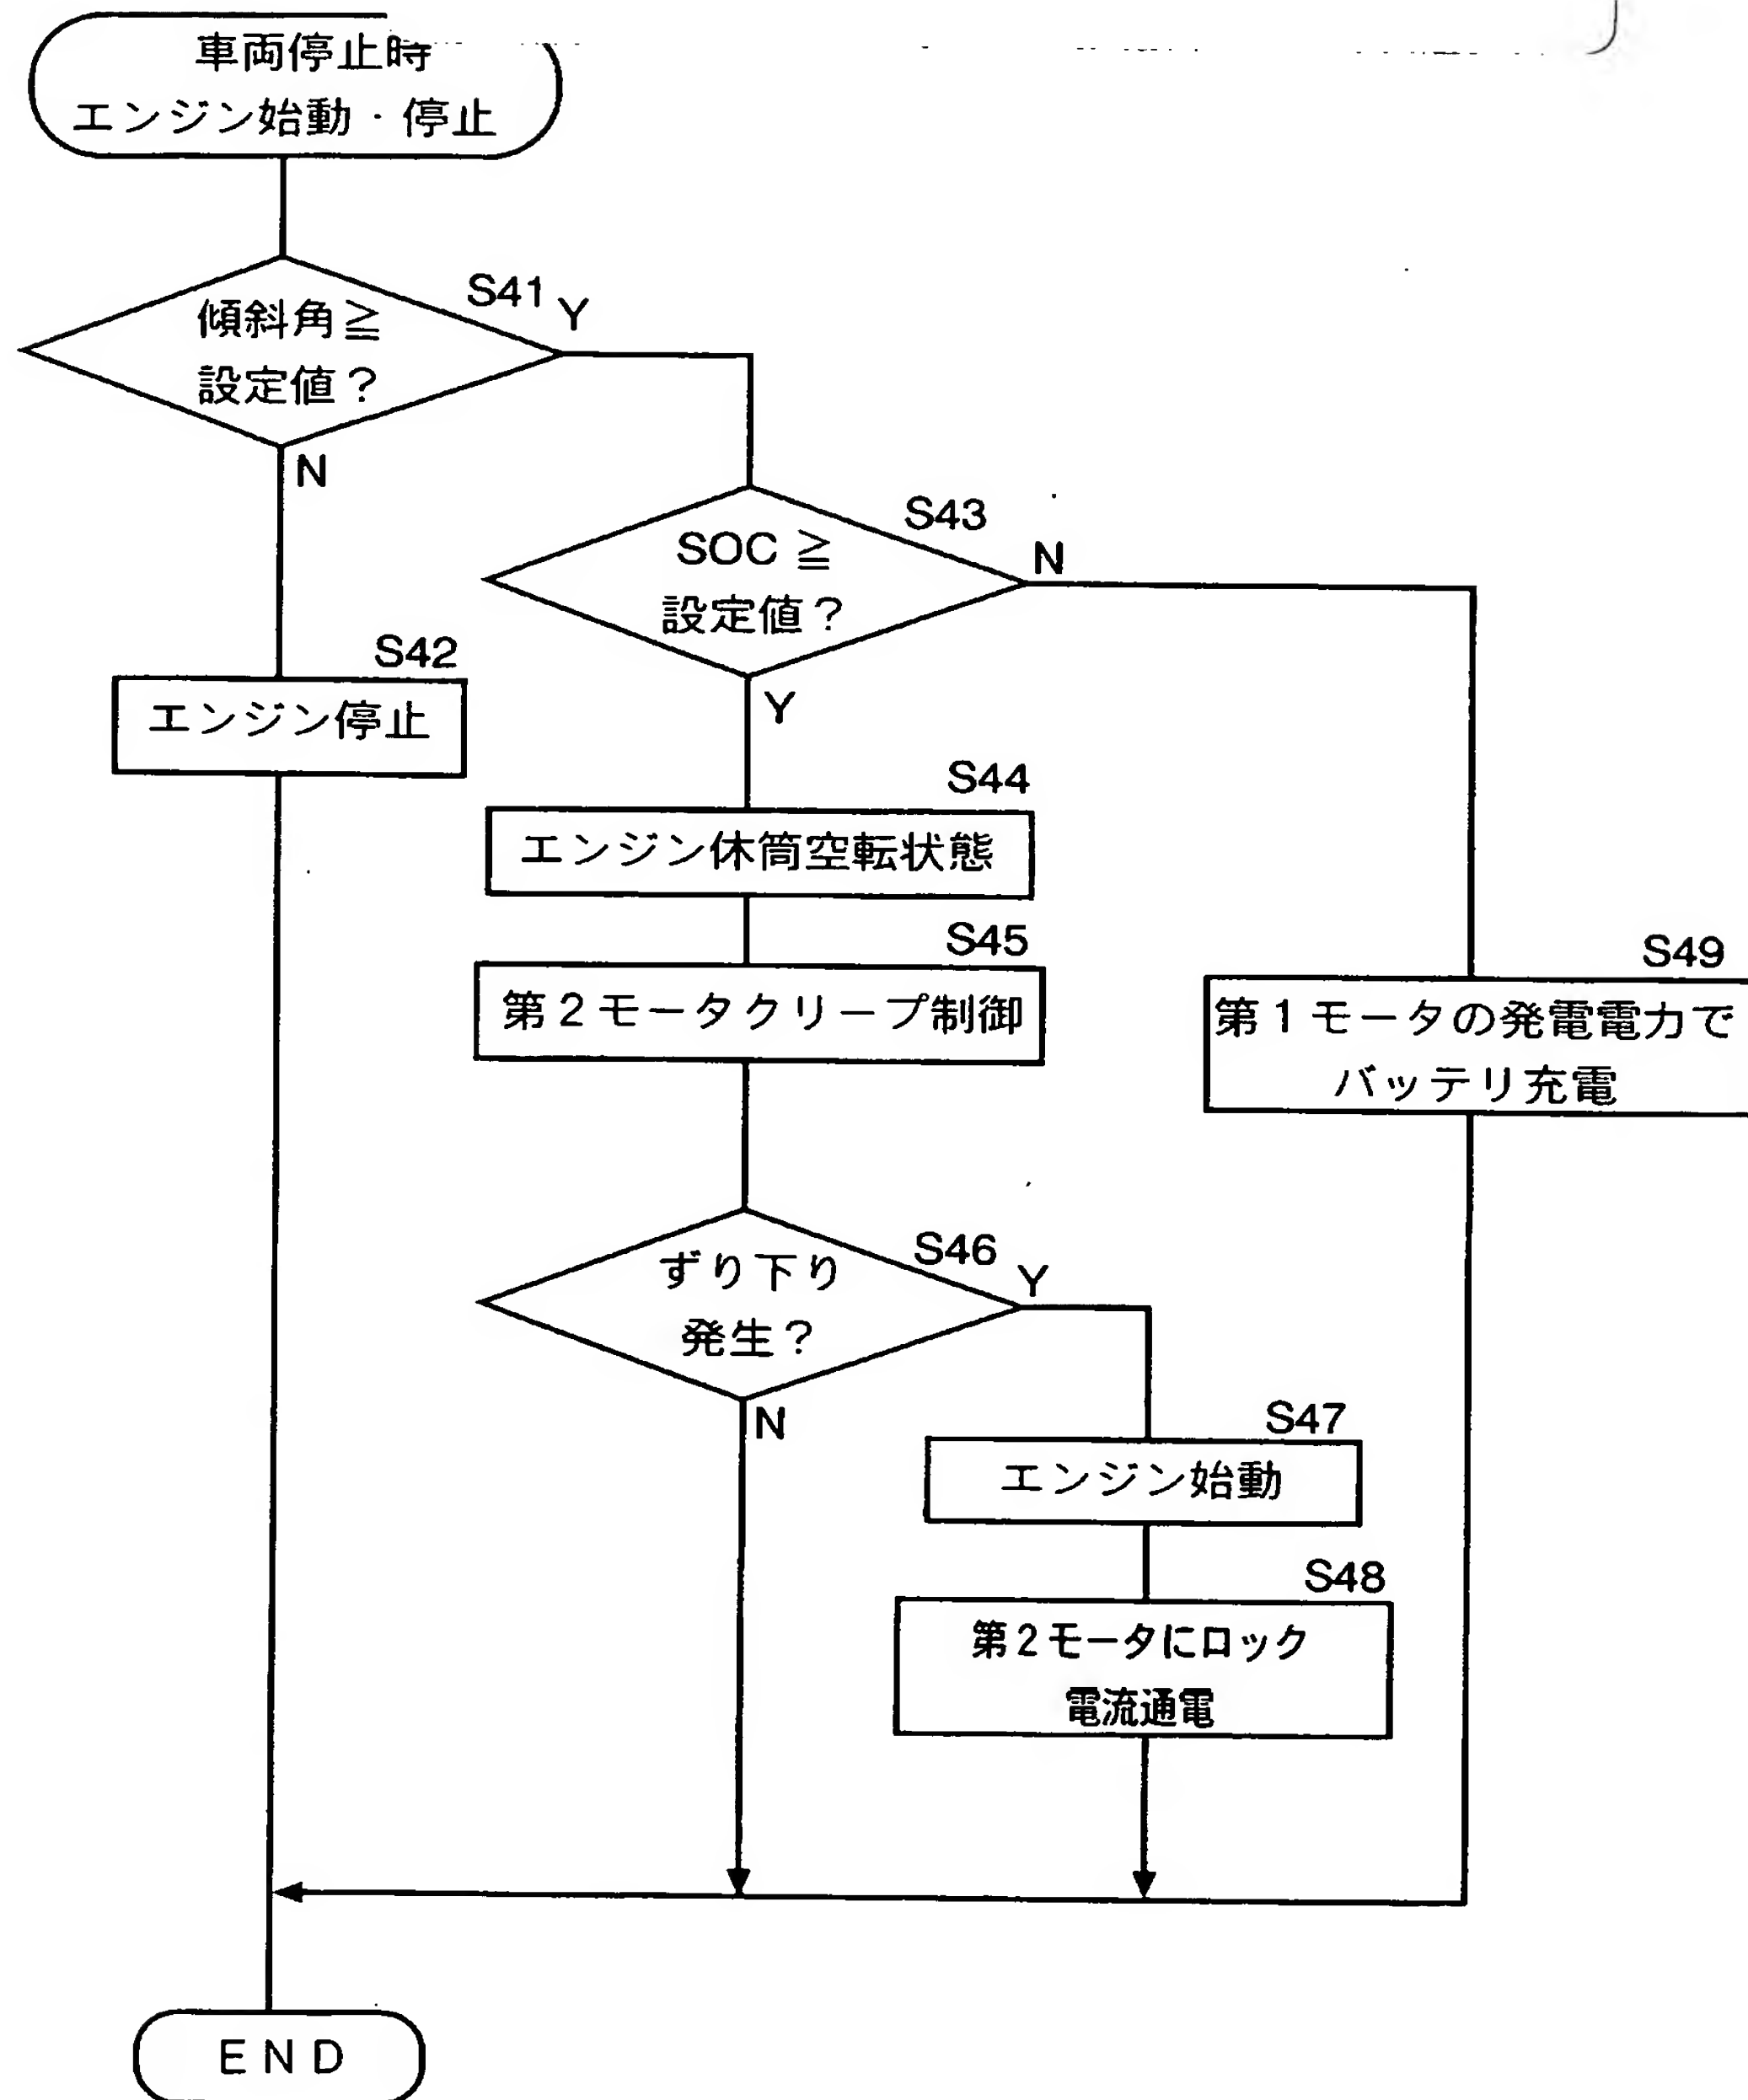 車両停止時
エンジン始動・停止
S41
Y
傾斜角≧
設定値？
N
S43
N
SOC ≧
設定値？
Y
S42
エンジン停止
S44
エンジン休筒空転状態
S45
第２モータクリープ制御
S49
第１モータの発電電力で
バッテリ充電
S46
Y
ずり下り
発生？
N
S47
エンジン始動
S48
第２モータにロック
電流通電
ＥＮＤ